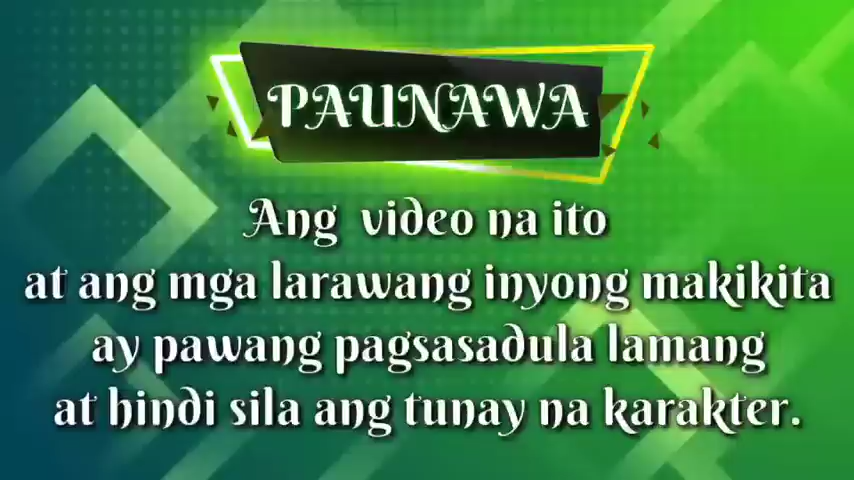 PAUNAWA
Ang video na ito
at ang mga larawang inyong makikita
ay pawang pagsasadula lamang
at hindi sila ang tunay na karakter.